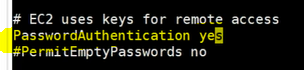 # EC2 uses keys for remote access
PasswordAuthentication yes
#PermitEmptyPasswords no